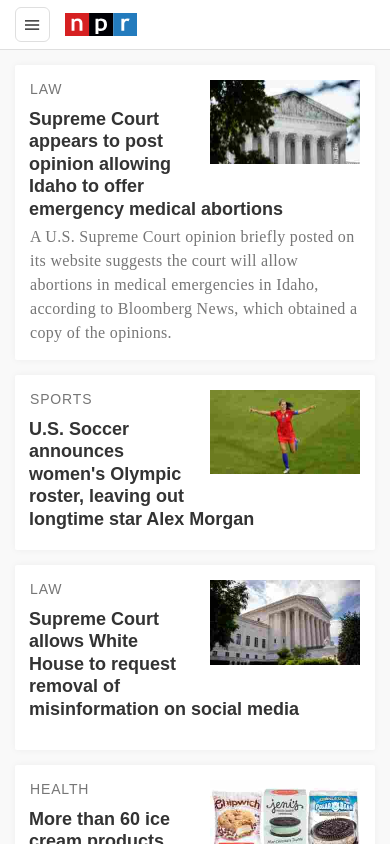 npr
LAW
Supreme Court
appears to post
opinion allowing
Idaho to offer
emergency medical abortions
A U.S. Supreme Court opinion briefly posted on
its website suggests the court will allow
abortions in medical emergencies in Idaho,
according to Bloomberg News, which obtained a
copy of the opinions.
SPORTS
U.S. Soccer
announces
women's Olympic
roster, leaving out
longtime star Alex Morgan
LAW
Supreme Court
allows White
House to request
removal of
misinformation on social media
HEALTH
More than 60 ice
cream products
Chipwich
jeni's
POLAR BEAR